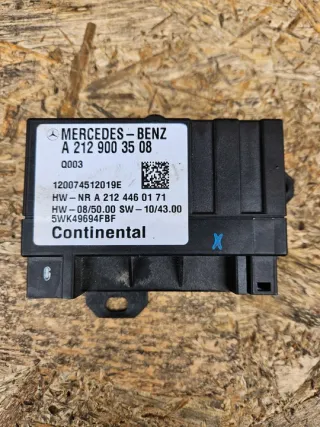 MERCEDES-BENZ
A 212 900 35 08
Q003
120074512019E
HW-NR A 212 446 01 71
HW-08/50.00 SW-10/43.00
5WK49694FBF
Continental
X